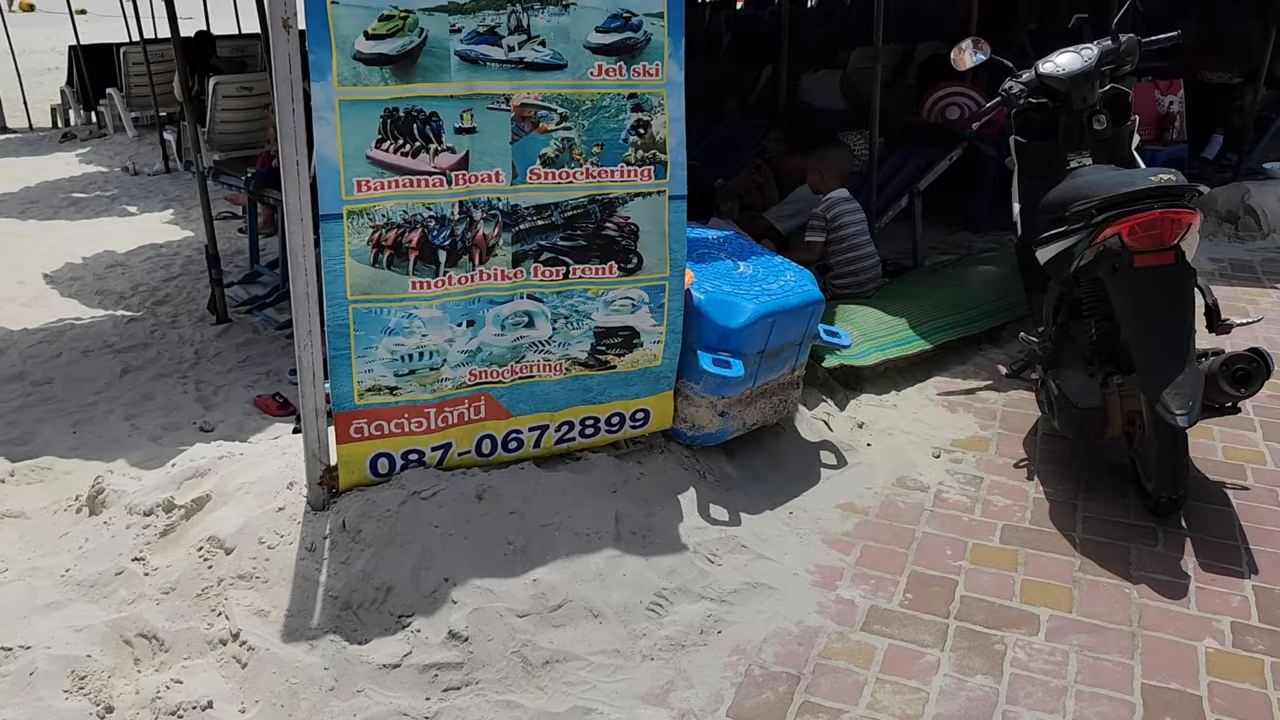 Jet ski
Banana Boat
Snockering
motorbike for rent
Snockering
ติดต่อได้ที่นี่
087-0672899